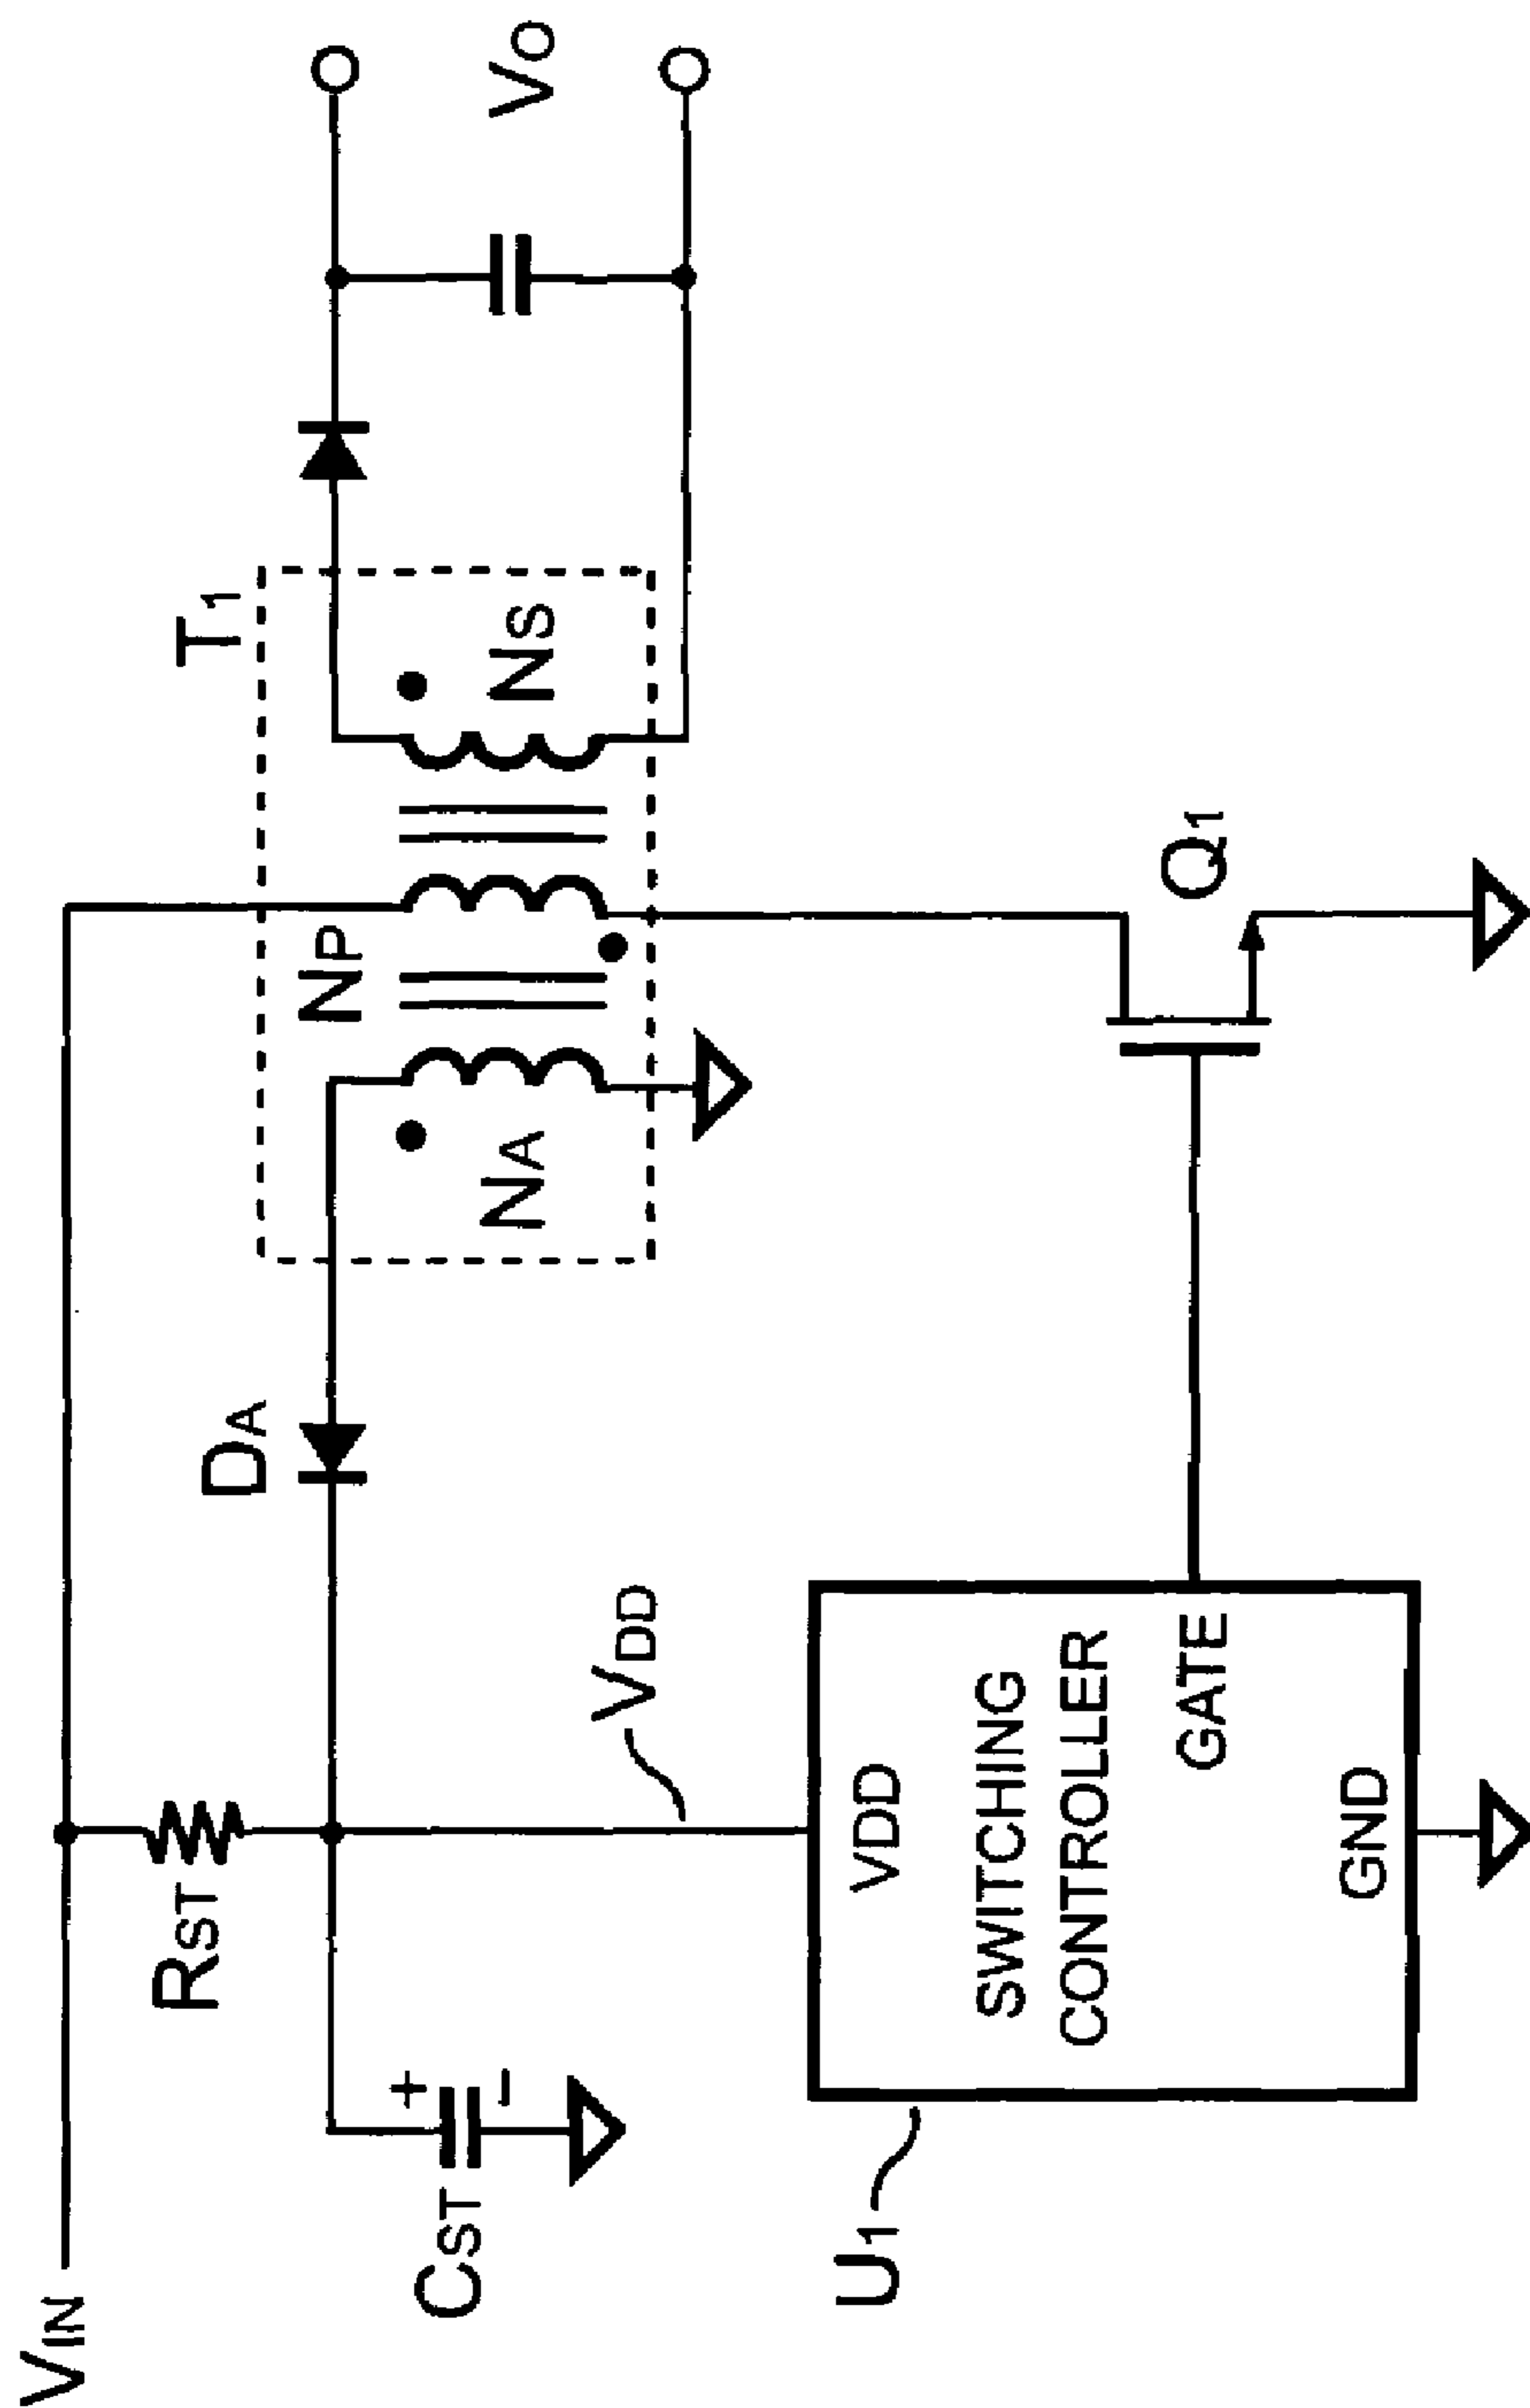 VIN
RST
CST
+
−
DA
T1
NP
NA
NS
VO
VDD
U1
VDD
SWITCHING
CONTROLLER
GATE
GND
Q1